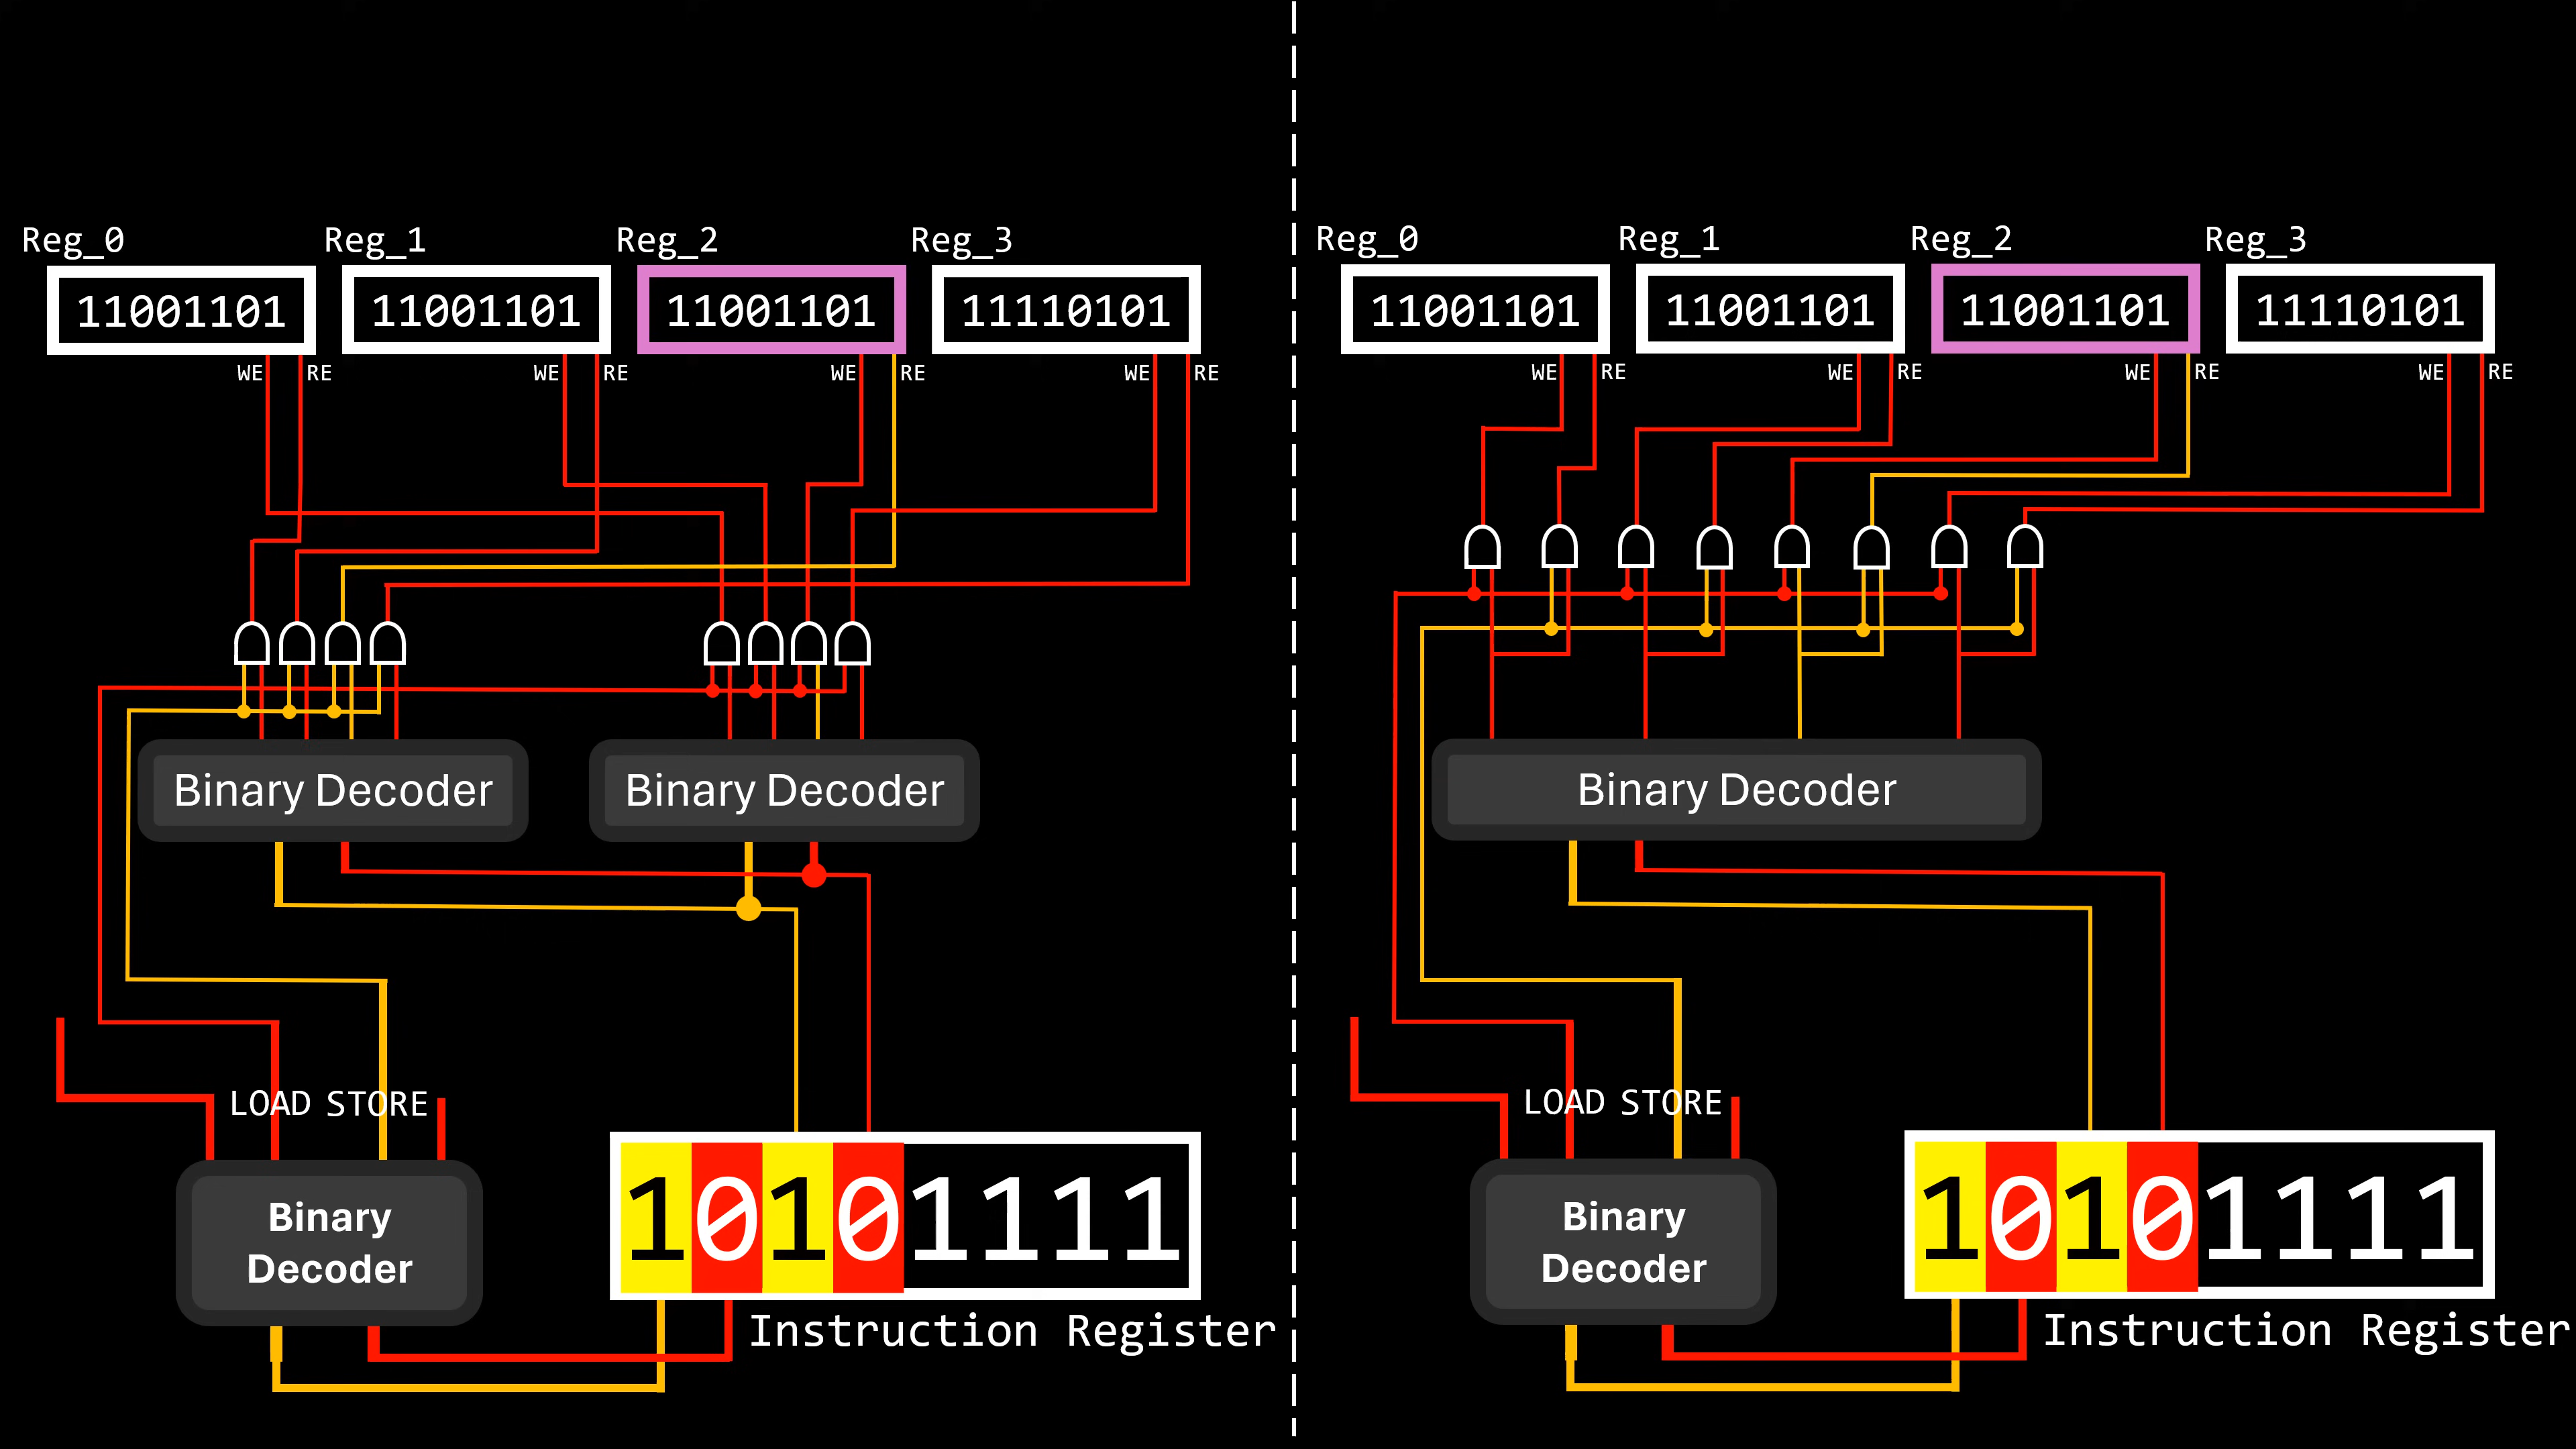 Reg_0 Reg_1 Reg_2 Reg_3
11001101 11001101 11001101 11110101
WE RE WE RE WE RE WE RE
Binary Decoder Binary Decoder
LOAD STORE
Binary
Decoder
10101111
Instruction Register
Reg_0 Reg_1 Reg_2 Reg_3
11001101 11001101 11001101 11110101
WE RE WE RE WE RE WE RE
Binary Decoder
LOAD STORE
Binary
Decoder
10101111
Instruction Register